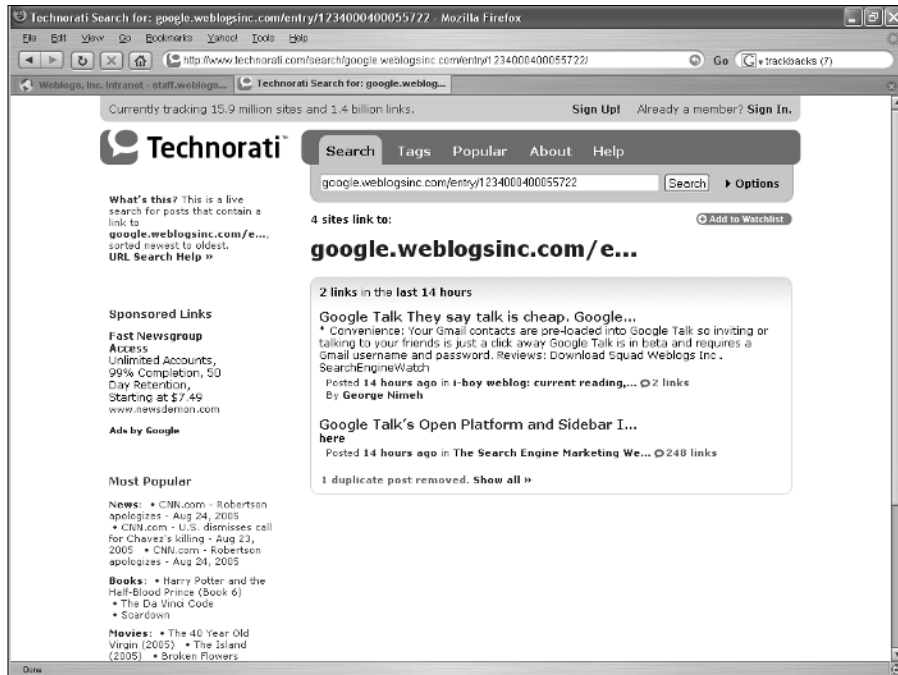 Technorati Search for: google.weblogsinc.com/entry/1234000400055722 - Mozilla Firefox
File Edit View Go Bookmarks Yahoo! Tools Help
http://www.technorati.com/search/google.weblogsinc.com/entry/1234000400055722/ Go trackbacks (7)
Weblogs, Inc. Intranet - staff.weblogs... Technorati Search for: google.weblog...
Currently tracking 15.9 million sites and 1.4 billion links. Sign Up! Already a member? Sign In.
Technorati™
Search Tags Popular About Help
google.weblogsinc.com/entry/1234000400055722 Search Options
What's this? This is a live
search for posts that contain a
link to
google.weblogsinc.com/e...,
sorted newest to oldest.
URL Search Help »
4 sites link to: Add to Watchlist
google.weblogsinc.com/e...
2 links in the last 14 hours
Google Talk They say talk is cheap. Google...
* Convenience: Your Gmail contacts are pre-loaded into Google Talk so inviting or
talking to your friends is just a click away Google Talk is in beta and requires a
Gmail username and password. Reviews: Download Squad Weblogs Inc .
SearchEngineWatch
Posted 14 hours ago in i-boy weblog: current reading,... 2 links
By George Nimeh
Google Talk's Open Platform and Sidebar I...
here
Posted 14 hours ago in The Search Engine Marketing We... 248 links
1 duplicate post removed. Show all »
Sponsored Links
Fast Newsgroup
Access
Unlimited Accounts,
99% Completion, 50
Day Retention,
Starting at $7.49
www.newsdemon.com
Ads by Google
Most Popular
News: • CNN.com - Robertson
apologizes - Aug 24, 2005
• CNN.com - U.S. dismisses call
for Chavez's killing - Aug 23,
2005 • CNN.com - Robertson
apologizes - Aug 24, 2005
Books: • Harry Potter and the
Half-Blood Prince (Book 6)
• The Da Vinci Code
• Scardown
Movies: • The 40 Year Old
Virgin (2005) • The Island
(2005) • Broken Flowers
Done